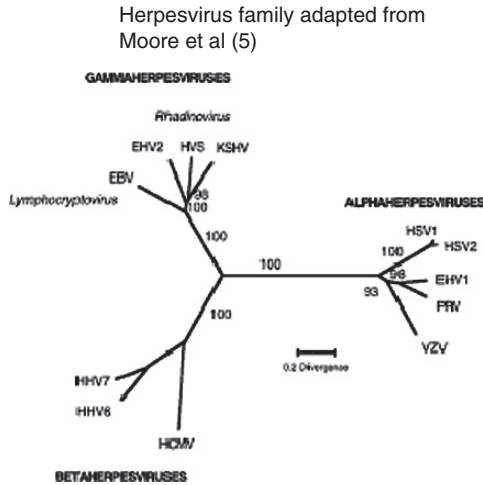 Herpesvirus family adapted from
Moore et al (5)
GAMMAHERPESVIRUSES
Rhadinovirus
EHV2 HVS KSHV
EBV
98
100
Lymphocryptovirus
ALPHAHERPESVIRUSES
HSV1
100
HSV2
100
100
98
EHV1
93
PRV
100
VZV
0.2 Divergence
HHV7
HHV6
HCMV
BETAHERPESVIRUSES